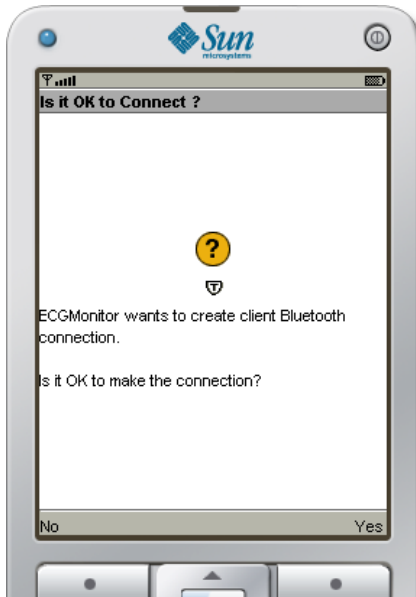 Sun
microsystems
Is it OK to Connect ?
?
T
ECGMonitor wants to create client Bluetooth
connection.
Is it OK to make the connection?
No Yes